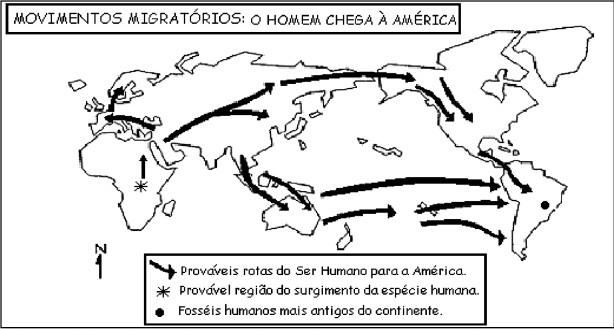 MOVIMENTOS MIGRATÓRIOS: O HOMEM CHEGA À AMÉRICA
N
Prováveis rotas do Ser Humano para a América.
Provável região do surgimento da espécie humana.
Fosséis humanos mais antigos do continente.